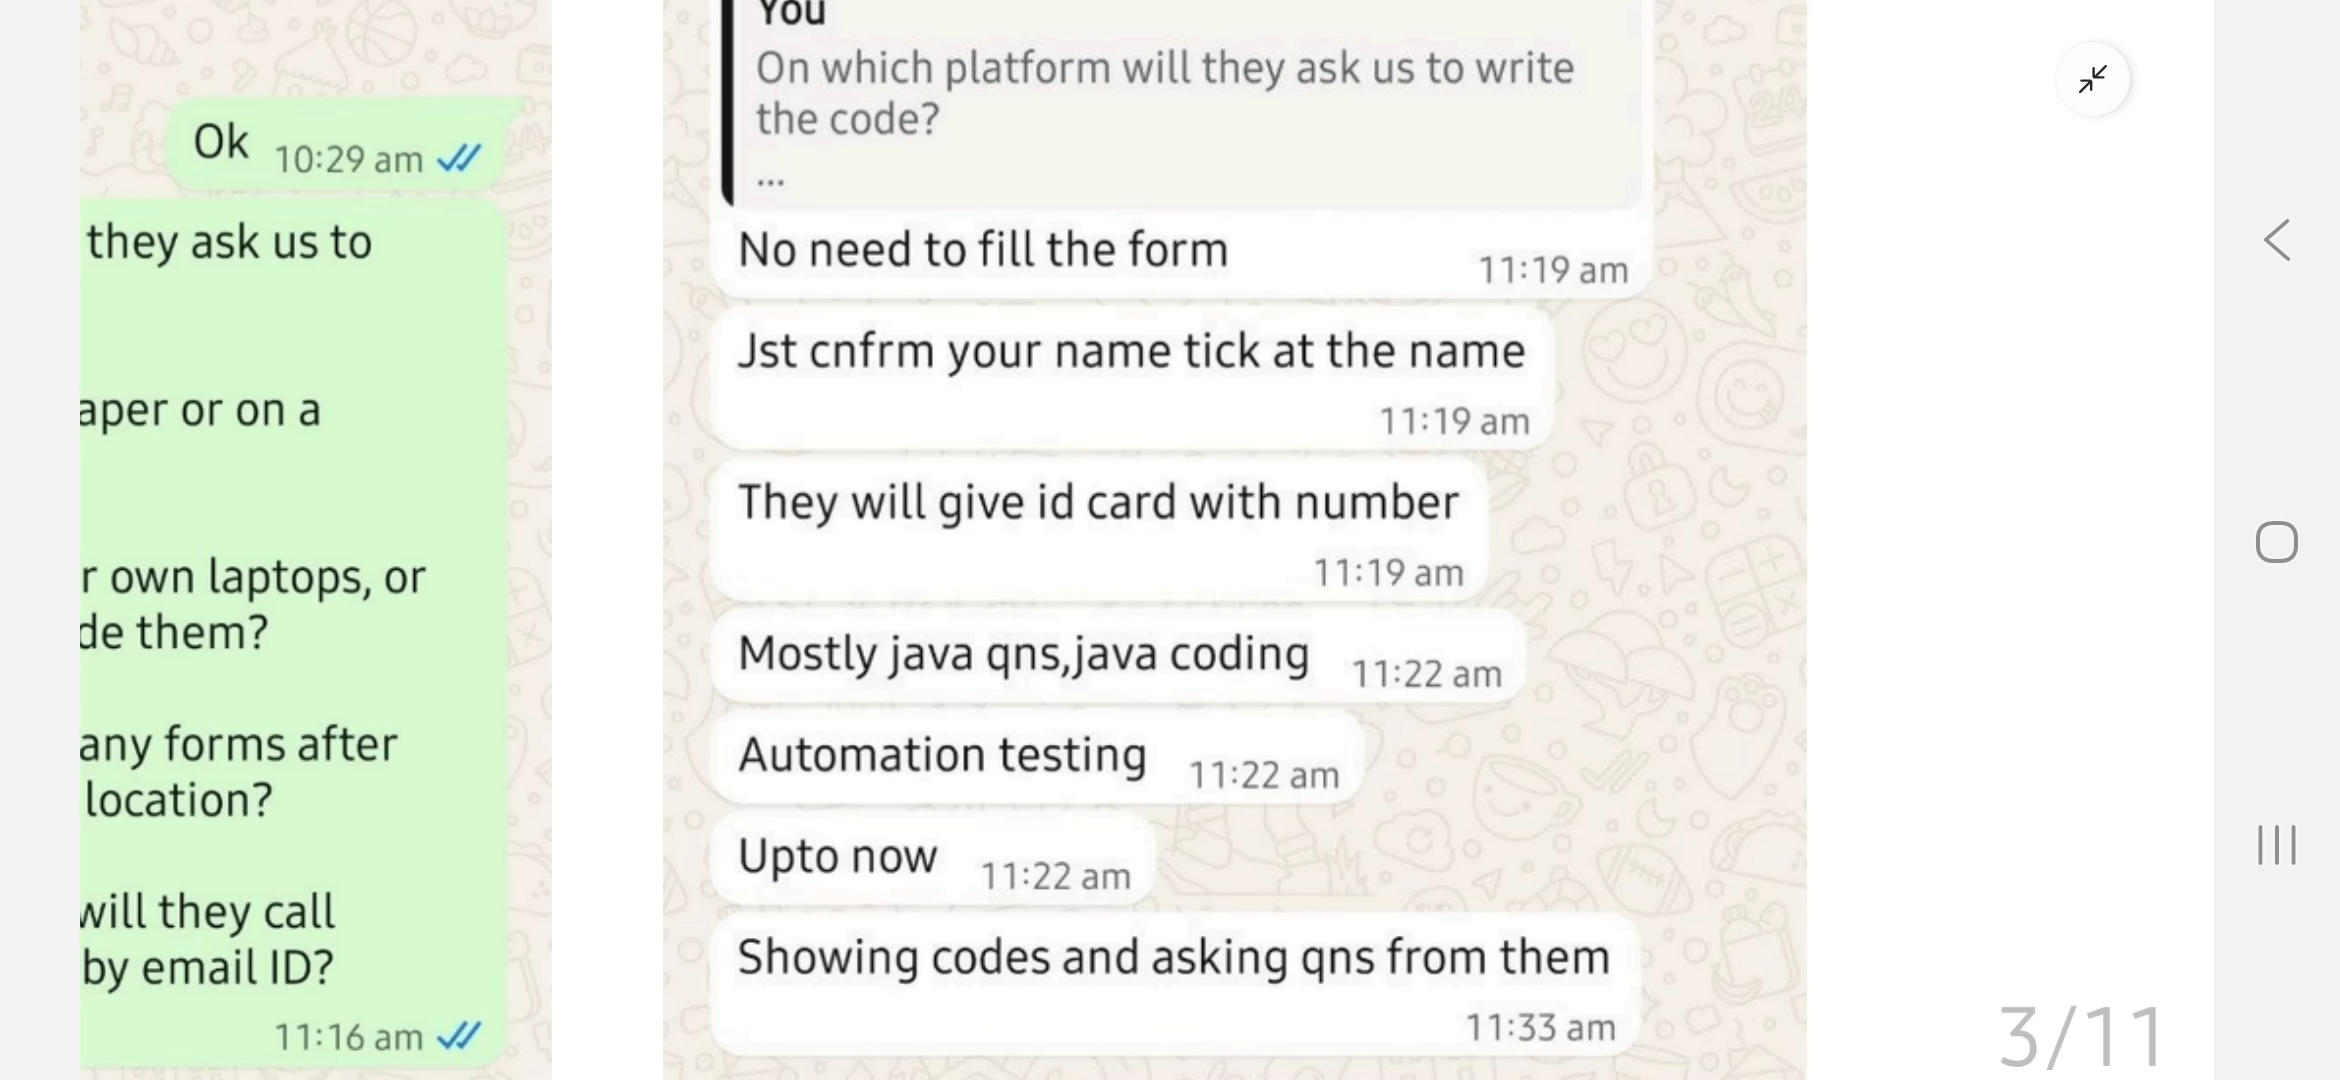 Ok
10:29 am
they ask us to
aper or on a
r own laptops, or
de them?
any forms after
location?
will they call
by email ID?
11:16 am
You
On which platform will they ask us to write
the code?
...
No need to fill the form
11:19 am
Jst cnfrm your name tick at the name
11:19 am
They will give id card with number
11:19 am
Mostly java qns,java coding 11:22 am
Automation testing 11:22 am
Upto now 11:22 am
Showing codes and asking qns from them
11:33 am
3/11